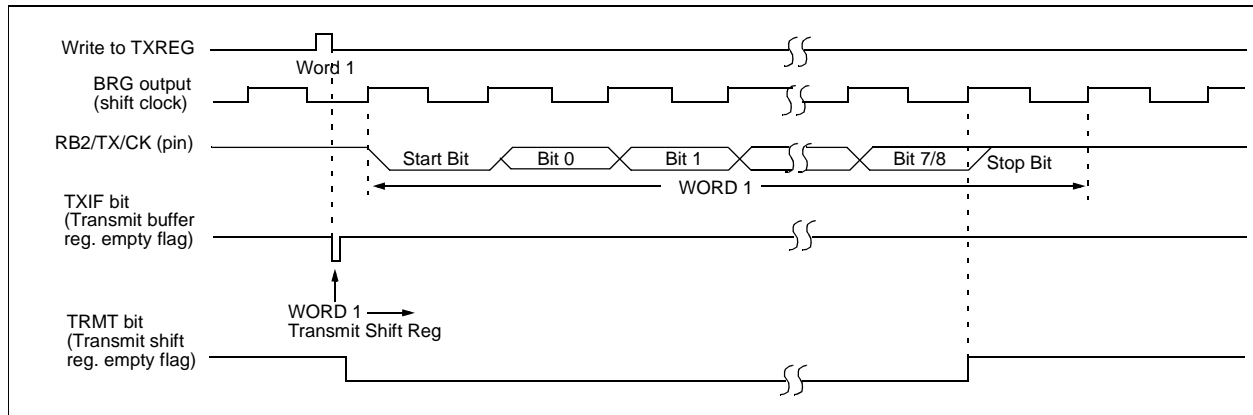 Write to TXREG
Word 1
BRG output
(shift clock)
RB2/TX/CK (pin)
Start Bit
Bit 0
Bit 1
Bit 7/8
Stop Bit
WORD 1
TXIF bit
(Transmit buffer
reg. empty flag)
WORD 1
Transmit Shift Reg
TRMT bit
(Transmit shift
reg. empty flag)